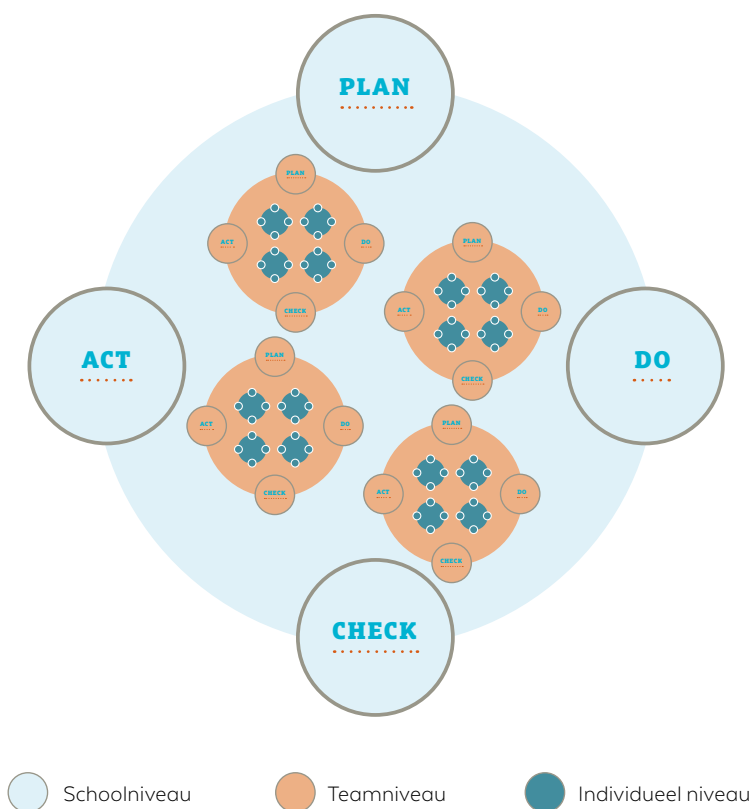 PLAN
PLAN
ACT
DO
CHECK
PLAN
ACT
DO
CHECK
ACT
DO
PLAN
ACT
DO
CHECK
PLAN
ACT
DO
CHECK
CHECK
Schoolniveau
Teamniveau
Individueel niveau